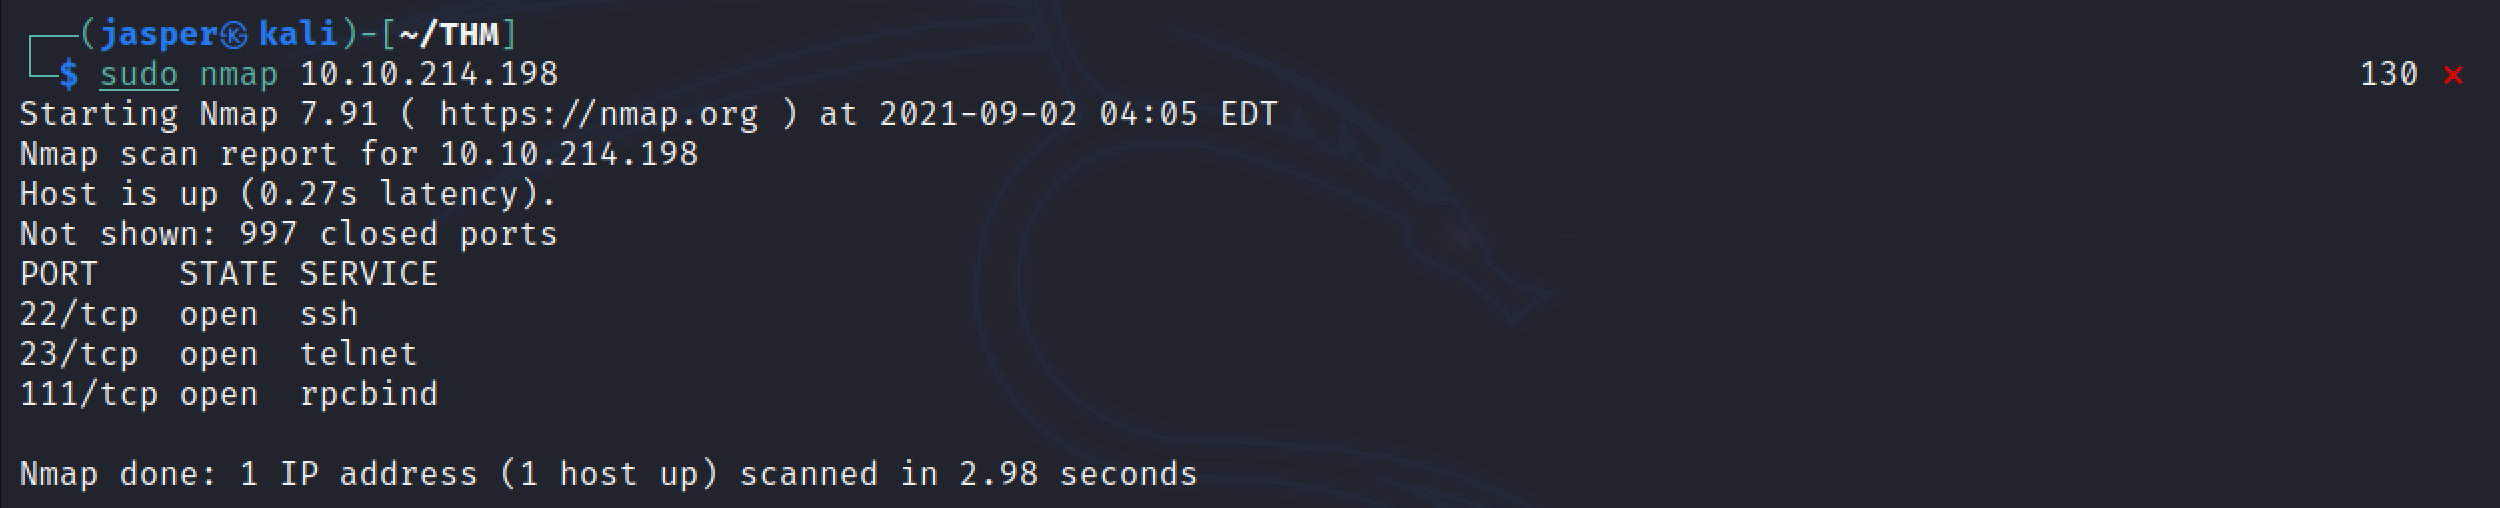 ┌──(jasper㉿kali)-[~/THM]
└─$ sudo nmap 10.10.214.198 130 ⨯
Starting Nmap 7.91 ( https://nmap.org ) at 2021-09-02 04:05 EDT
Nmap scan report for 10.10.214.198
Host is up (0.27s latency).
Not shown: 997 closed ports
PORT    STATE SERVICE
22/tcp  open  ssh
23/tcp  open  telnet
111/tcp open  rpcbind
Nmap done: 1 IP address (1 host up) scanned in 2.98 seconds